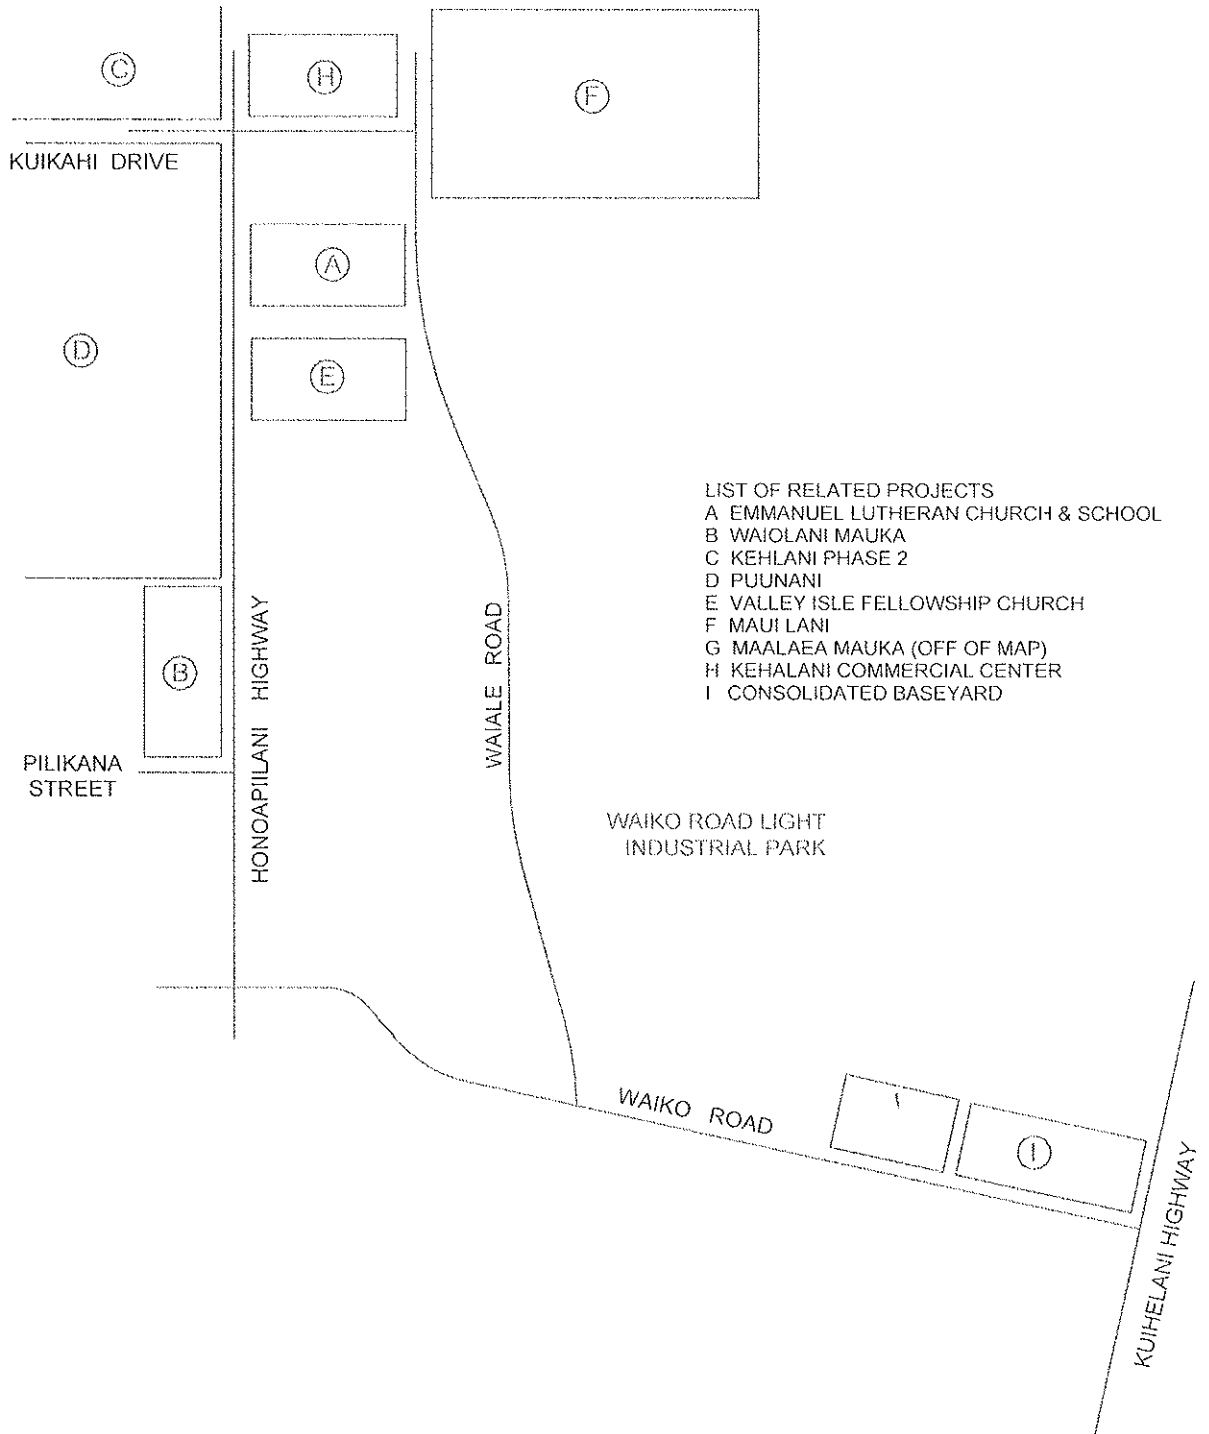 C
H
F
KUIKAHI DRIVE
A
D
E
LIST OF RELATED PROJECTS
A EMMANUEL LUTHERAN CHURCH & SCHOOL
B WAIOLANI MAUKA
C KEHLANI PHASE 2
D PUUNANI
E VALLEY ISLE FELLOWSHIP CHURCH
F MAUI LANI
G MAALAEA MAUKA (OFF OF MAP)
H KEHALANI COMMERCIAL CENTER
I CONSOLIDATED BASEYARD
B
HONOAPIILANI HIGHWAY
WAIALE ROAD
PILIKANA
STREET
WAIKO ROAD LIGHT
INDUSTRIAL PARK
WAIKO ROAD
I
KUIHELANI HIGHWAY